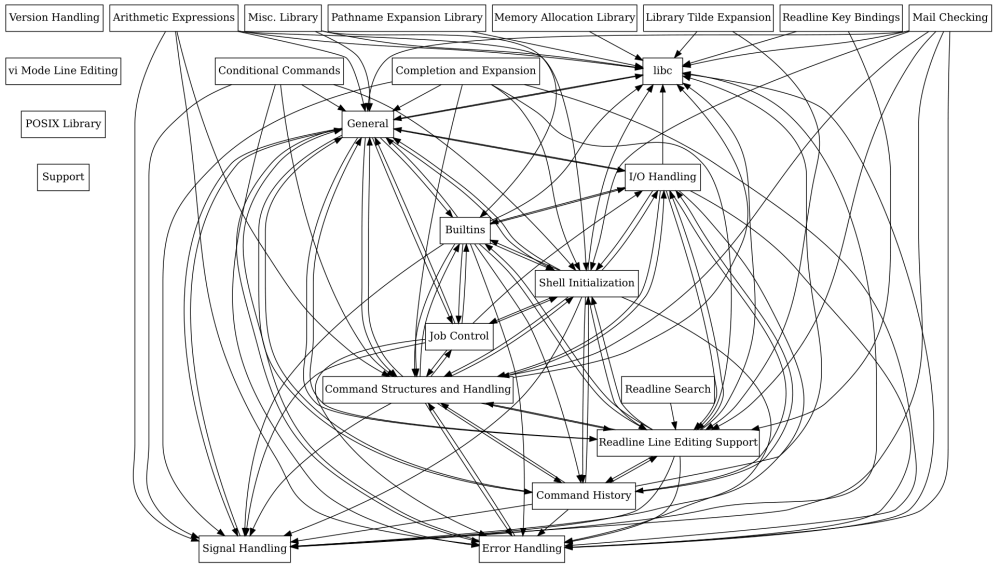 Version Handling
Arithmetic Expressions
Misc. Library
Pathname Expansion Library
Memory Allocation Library
Library Tilde Expansion
Readline Key Bindings
Mail Checking
vi Mode Line Editing
Conditional Commands
Completion and Expansion
libc
POSIX Library
General
Support
I/O Handling
Builtins
Shell Initialization
Job Control
Command Structures and Handling
Readline Search
Readline Line Editing Support
Command History
Signal Handling
Error Handling